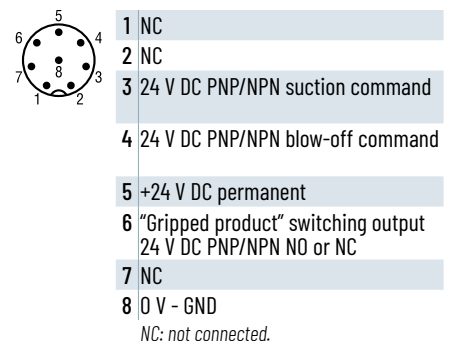 5
6 4
8
7 3
1 2
1 NC
2 NC
3 24 V DC PNP/NPN suction command
4 24 V DC PNP/NPN blow-off command
5 +24 V DC permanent
6 "Gripped product" switching output
24 V DC PNP/NPN NO or NC
7 NC
8 0 V - GND
NC: not connected.